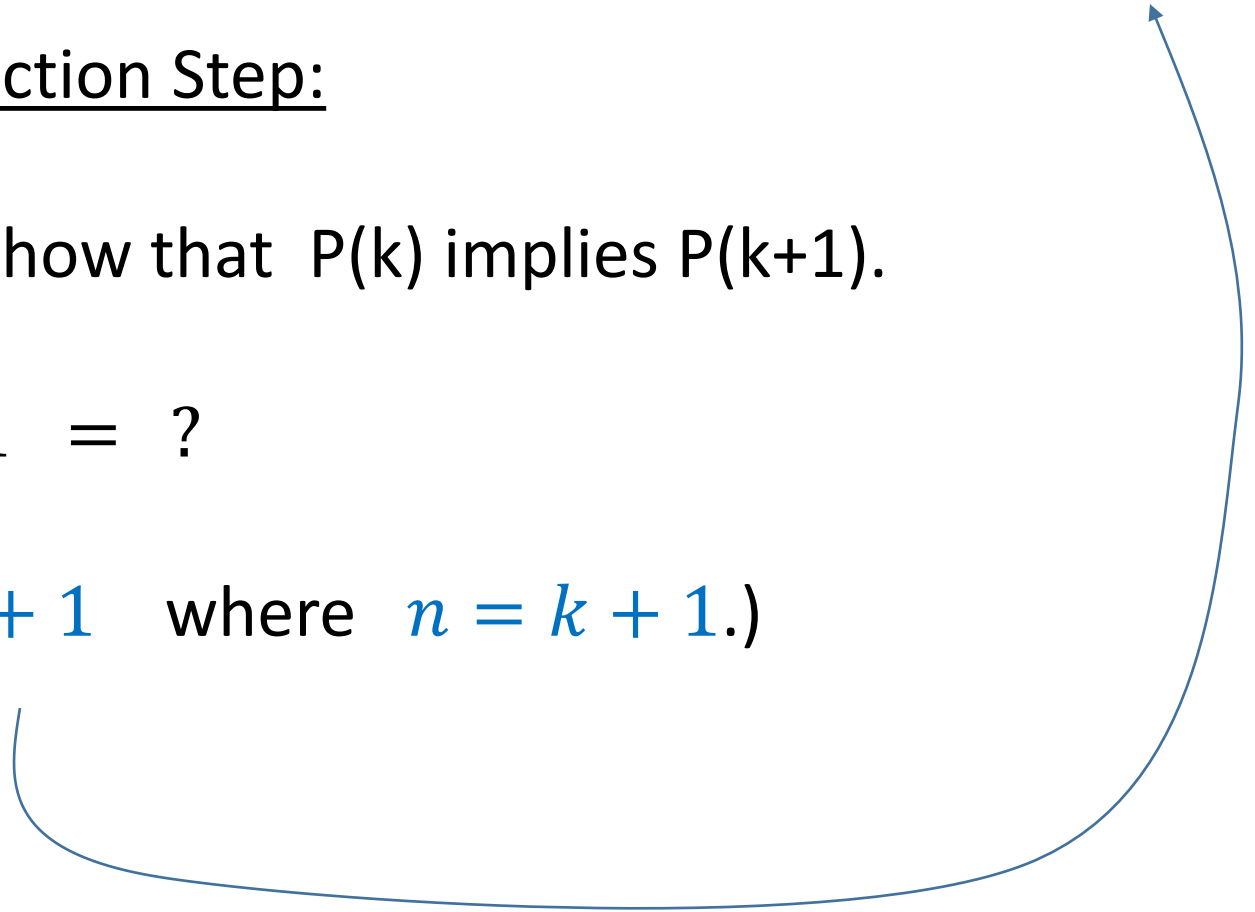 ction Step:
how that P(k) implies P(k+1).
= ?
+ 1 where n = k + 1.)